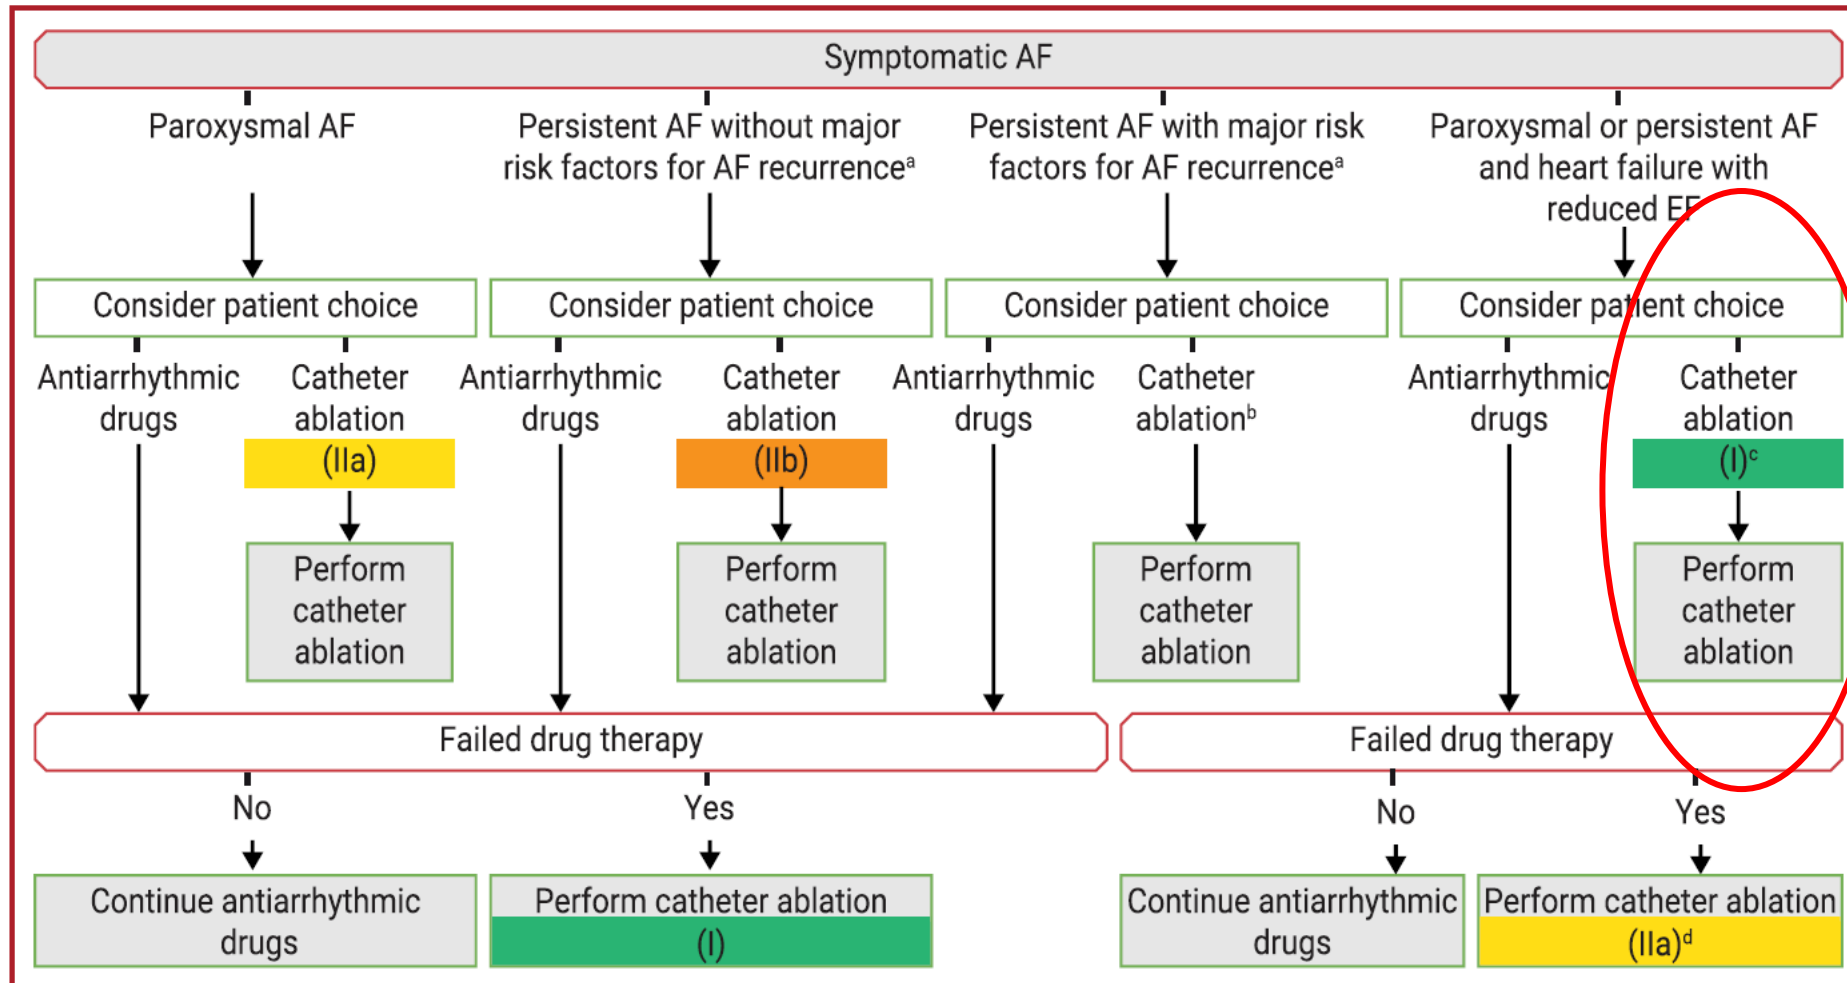 Symptomatic AF
Paroxysmal AF
Persistent AF without major
risk factors for AF recurrenceᵃ
Persistent AF with major risk
factors for AF recurrenceᵃ
Paroxysmal or persistent AF
and heart failure with
reduced EF
Consider patient choice
Consider patient choice
Consider patient choice
Consider patient choice
Antiarrhythmic
drugs
Catheter
ablation
(IIa)
Antiarrhythmic
drugs
Catheter
ablation
(IIb)
Antiarrhythmic
drugs
Catheter
ablationᵇ
Antiarrhythmic
drugs
Catheter
ablation
(I)ᶜ
Perform
catheter
ablation
Perform
catheter
ablation
Perform
catheter
ablation
Perform
catheter
ablation
Failed drug therapy
Failed drug therapy
No
Yes
No
Yes
Continue antiarrhythmic
drugs
Perform catheter ablation
(I)
Continue antiarrhythmic
drugs
Perform catheter ablation
(IIa)ᵈ